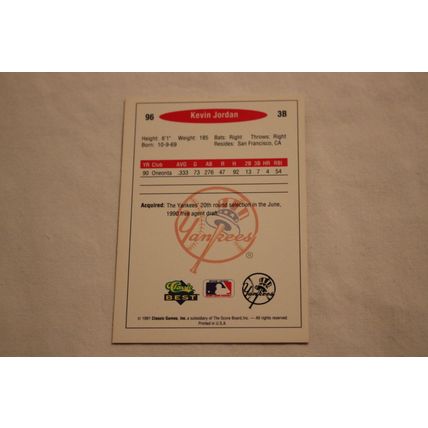 96 Kevin Jordan 3B
Height: 6'1" Weight: 185 Bats: Right Throws: Right
Born: 10-9-69 Resides: San Francisco, CA
YR Club AVG G AB R H 2B 3B HR RBI
90 Oneonta .333 73 276 47 92 13 7 4 54
Acquired: The Yankees' 20th round selection in the June,
1990 free agent draft.
Yankees
®
Classic
BEST
Yankees
© 1991 Classic Games, Inc. a subsidiary of The Score Board, Inc. — All rights reserved
Printed in U.S.A.